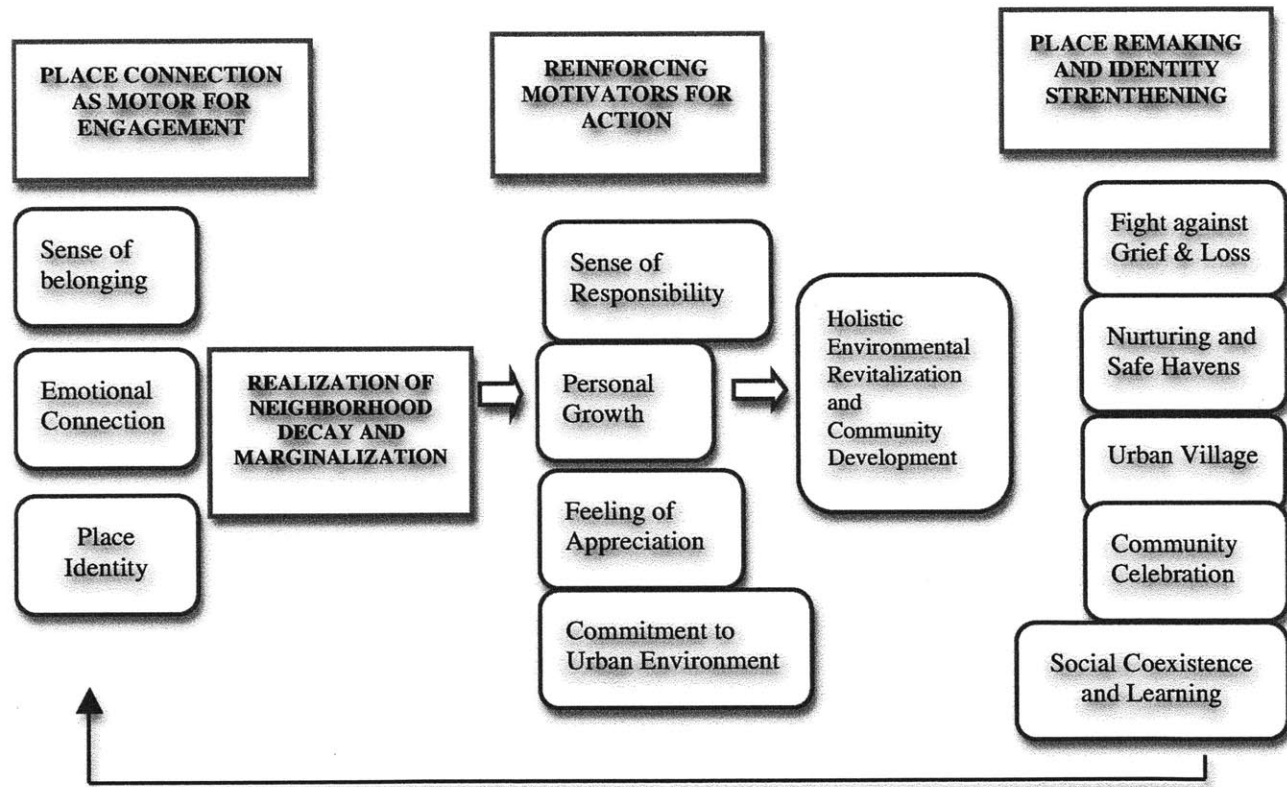 PLACE CONNECTION
AS MOTOR FOR
ENGAGEMENT
REINFORCING
MOTIVATORS FOR
ACTION
PLACE REMAKING
AND IDENTITY
STRENTHENING
Sense of
belonging
Emotional
Connection
Place
Identity
REALIZATION OF
NEIGHBORHOOD
DECAY AND
MARGINALIZATION
Sense of
Responsibility
Personal
Growth
Feeling of
Appreciation
Commitment to
Urban Environment
Holistic
Environmental
Revitalization
and
Community
Development
Fight against
Grief & Loss
Nurturing and
Safe Havens
Urban Village
Community
Celebration
Social Coexistence
and Learning